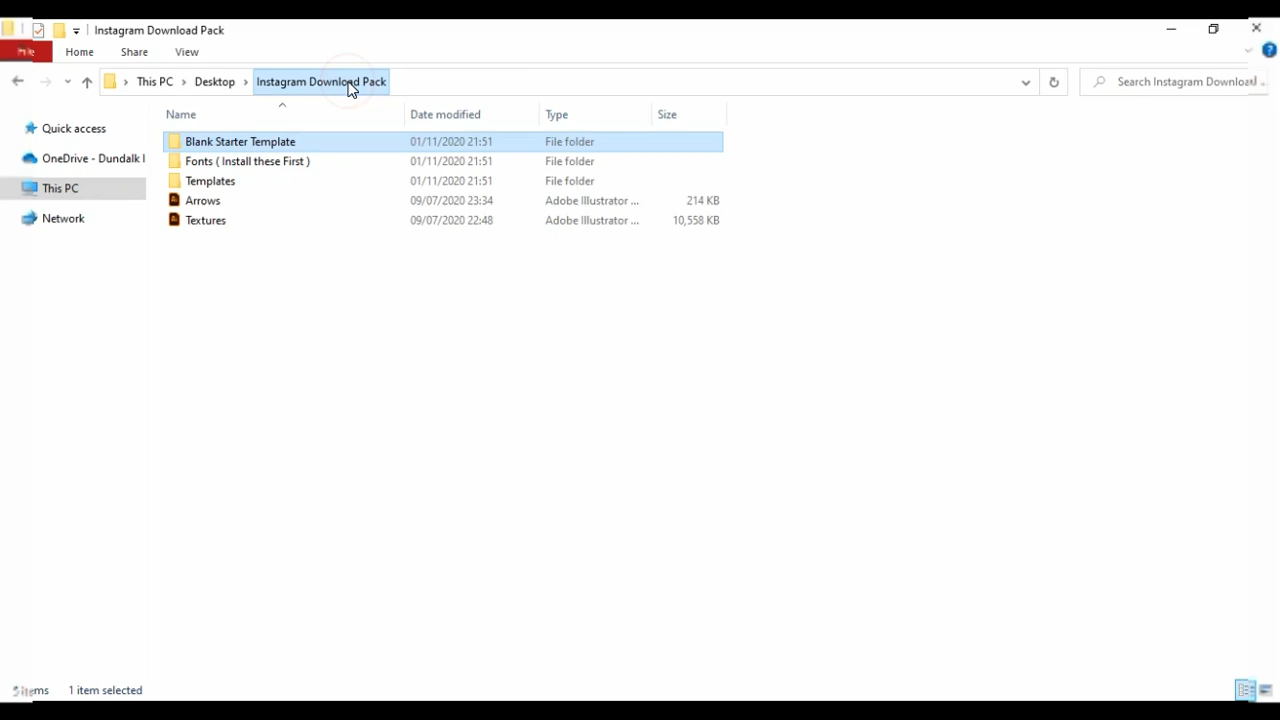 Instagram Download Pack
File Home Share View
This PC Desktop Instagram Download Pack Search Instagram Download
Name Date modified Type Size
Quick access
OneDrive - Dundalk I
This PC
Network
Blank Starter Template 01/11/2020 21:51 File folder
Fonts ( Install these First ) 01/11/2020 21:51 File folder
Templates 01/11/2020 21:51 File folder
Arrows 09/07/2020 23:34 Adobe Illustrator ... 214 KB
Textures 09/07/2020 22:48 Adobe Illustrator ... 10,558 KB
5 items 1 item selected